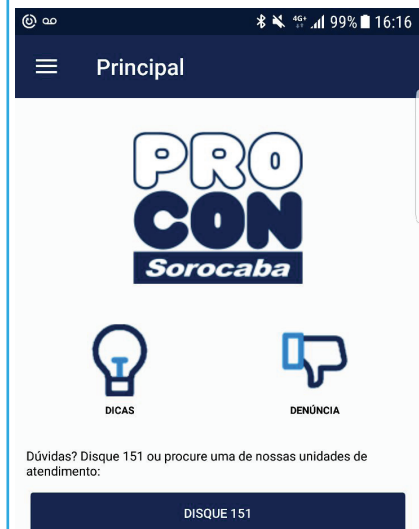 4G+ 99% 16:16
Principal
PRO
CON
Sorocaba
DICAS
DENÚNCIA
Dúvidas? Disque 151 ou procure uma de nossas unidades de
atendimento:
DISQUE 151